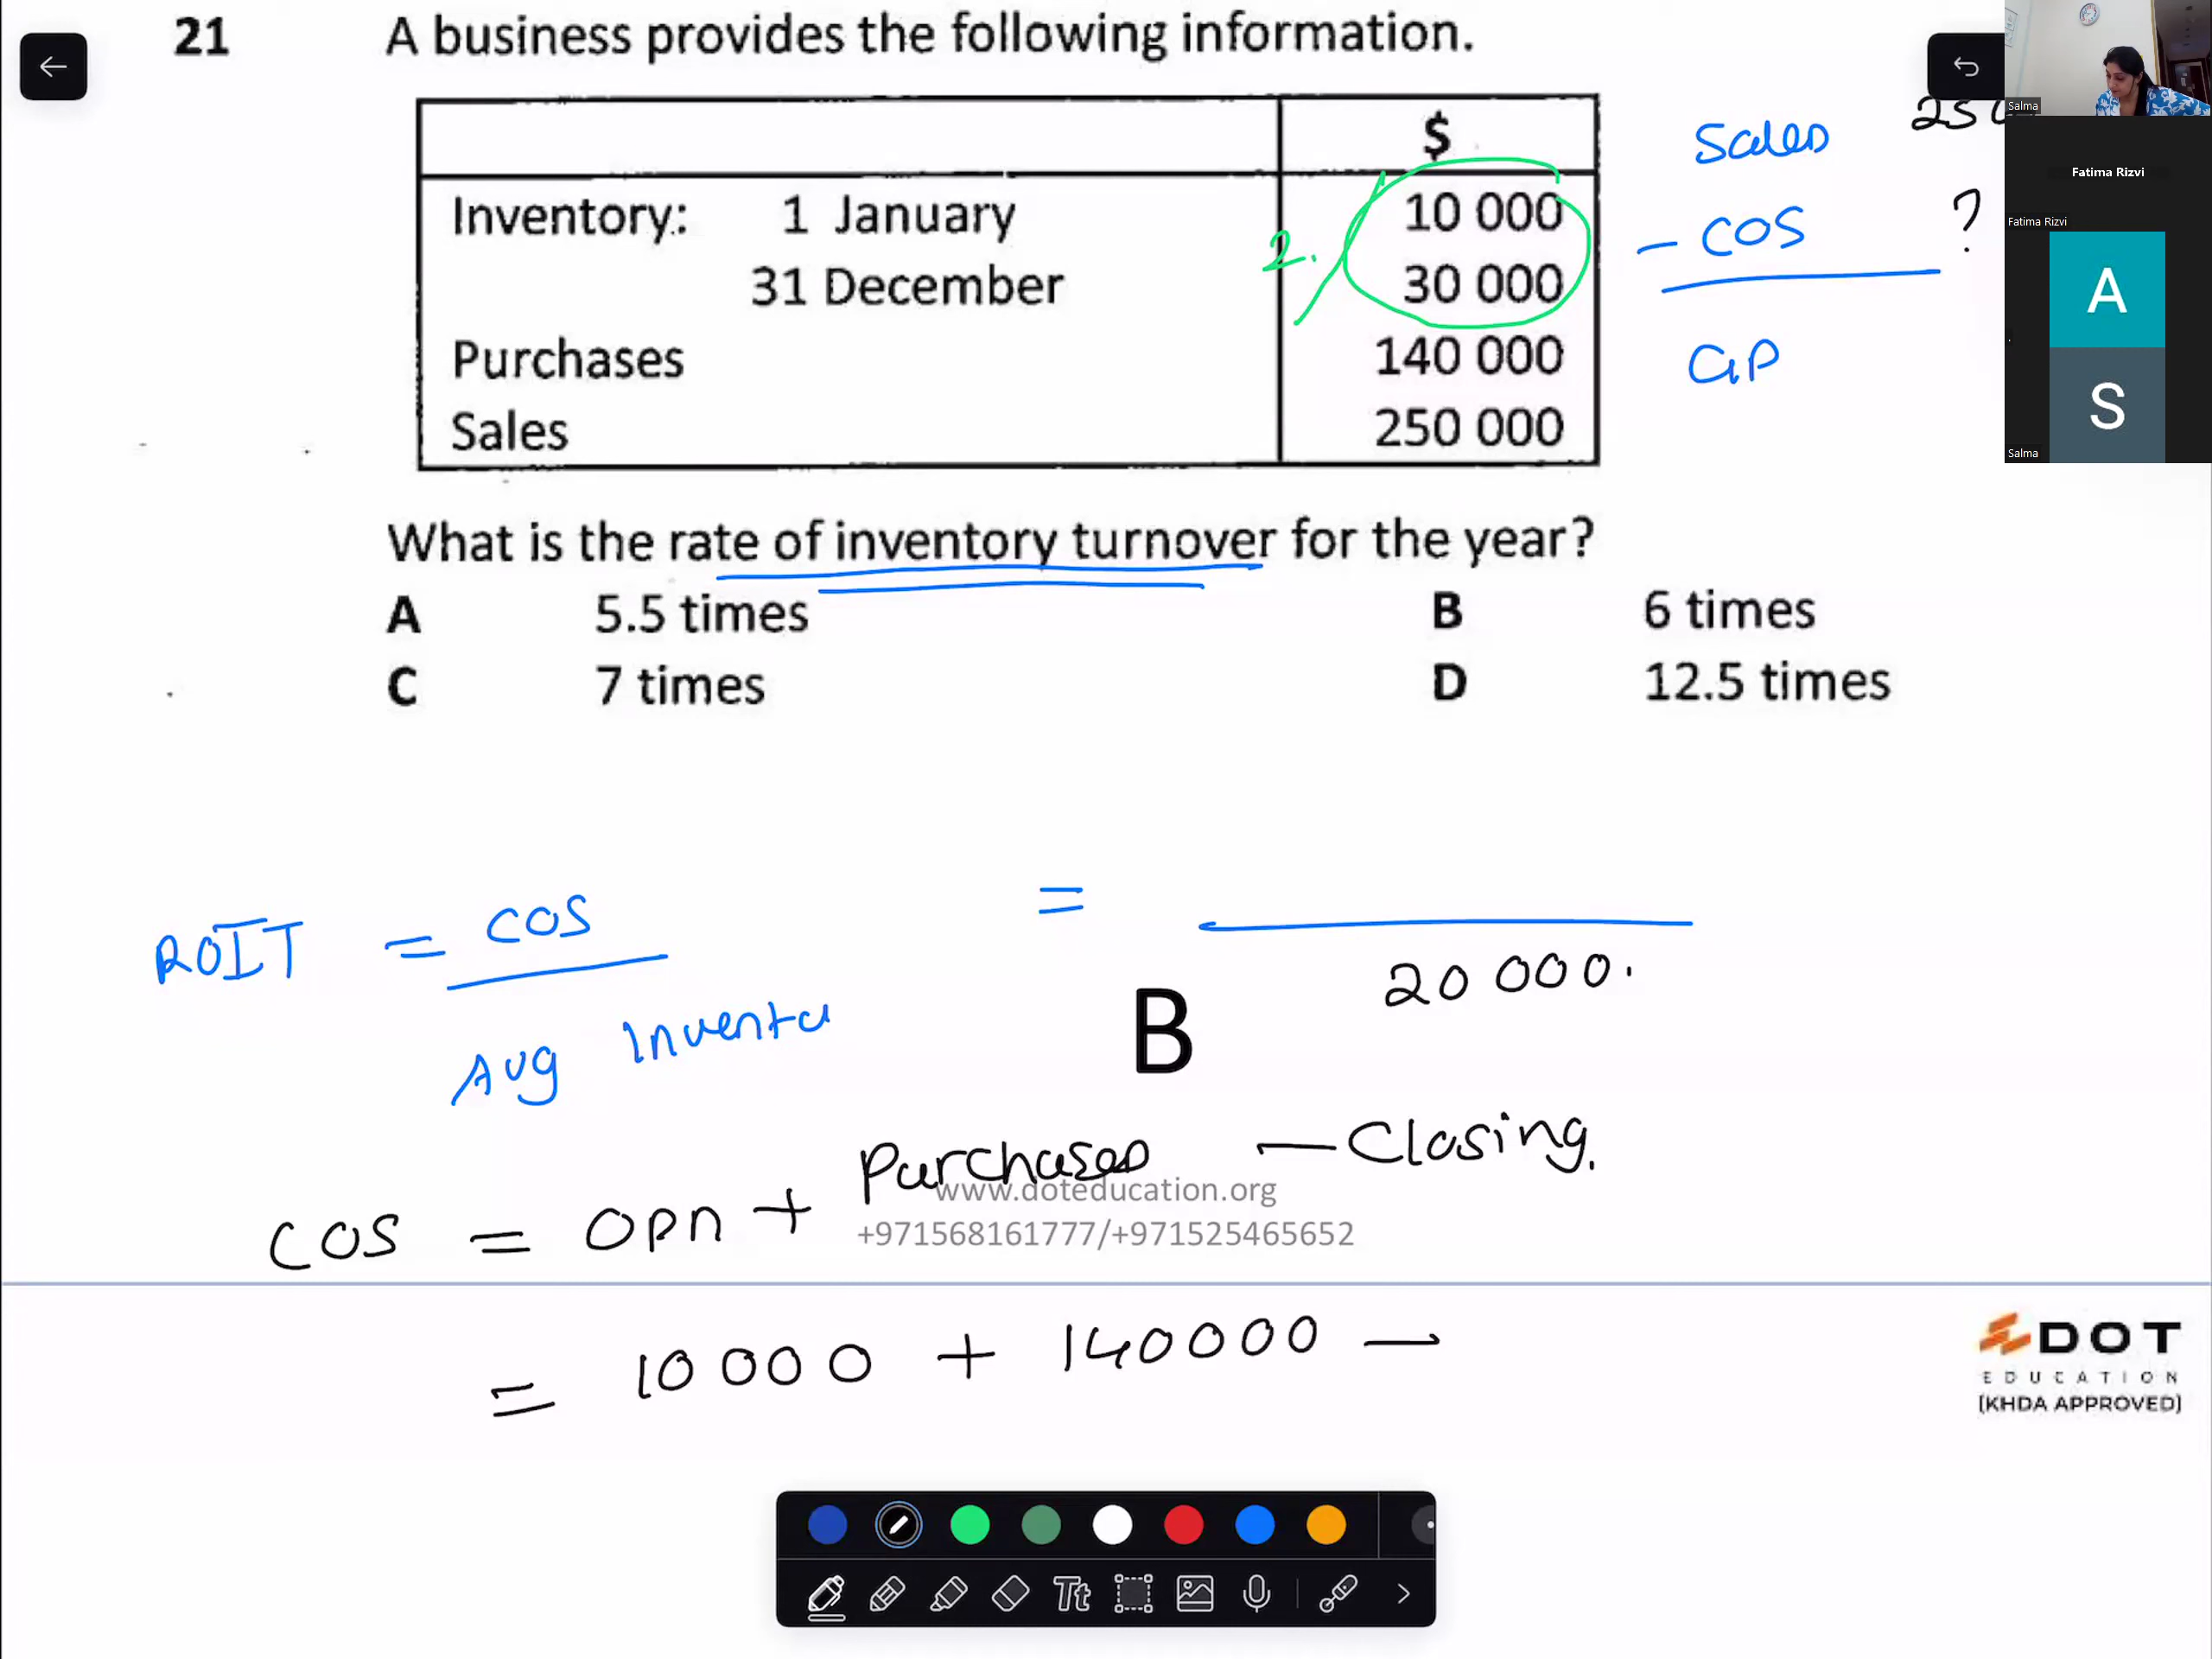 21 A business provides the following information.
$
Inventory: 1 January 10 000
31 December 30 000
Purchases 140 000
Sales 250 000
2.
Sales
- COS ?
GP
Salma
Fatima Rizvi
Fatima Rizvi
A
S
Salma
What is the rate of inventory turnover for the year?
A 5.5 times B 6 times
C 7 times D 12.5 times
ROIT = COS =
Avg Inventu 20 000.
B
COS = Opn + Purchases - Closing.
www.doteducation.org
+971568161777/+971525465652
= 10 000 + 140000 -
DOT
EDUCATION
(KHDA APPROVED)
Tt